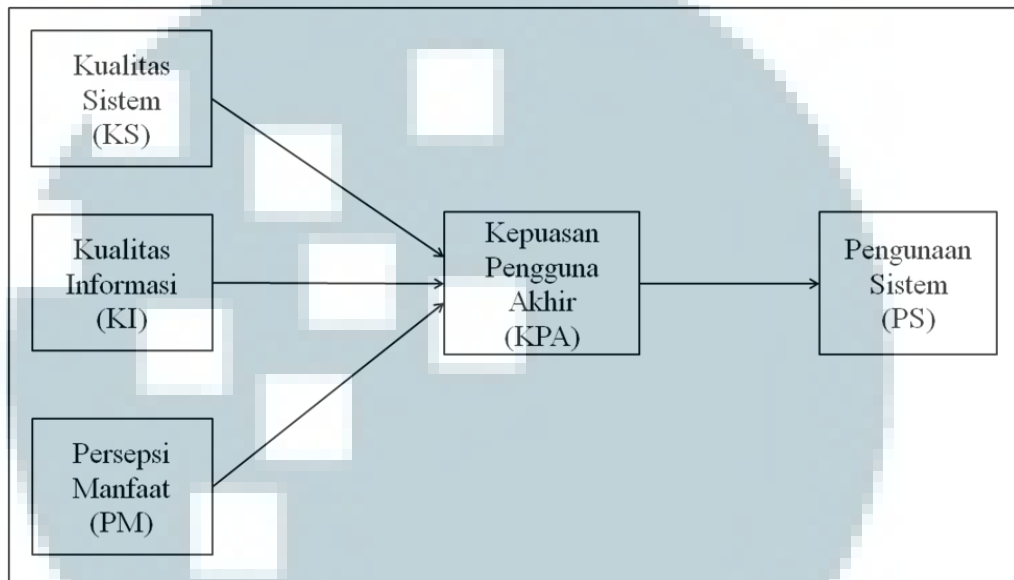 Kualitas
Sistem
(KS)
Kualitas
Informasi
(KI)
Persepsi
Manfaat
(PM)
Kepuasan
Pengguna
Akhir
(KPA)
Pengunaan
Sistem
(PS)